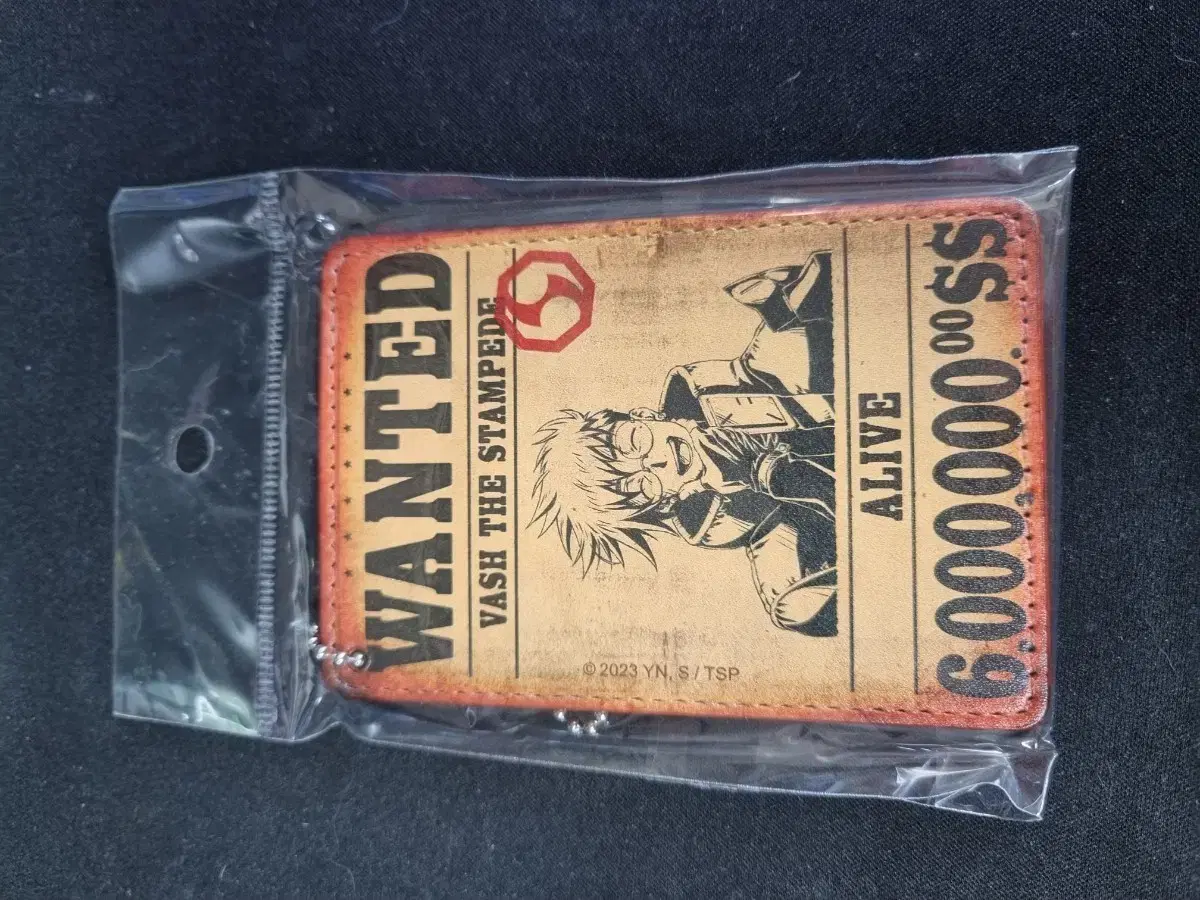 WANTED
VASH THE STAMPEDE
© 2023 YN, S / TSP
ALIVE
6.000.000.00$$